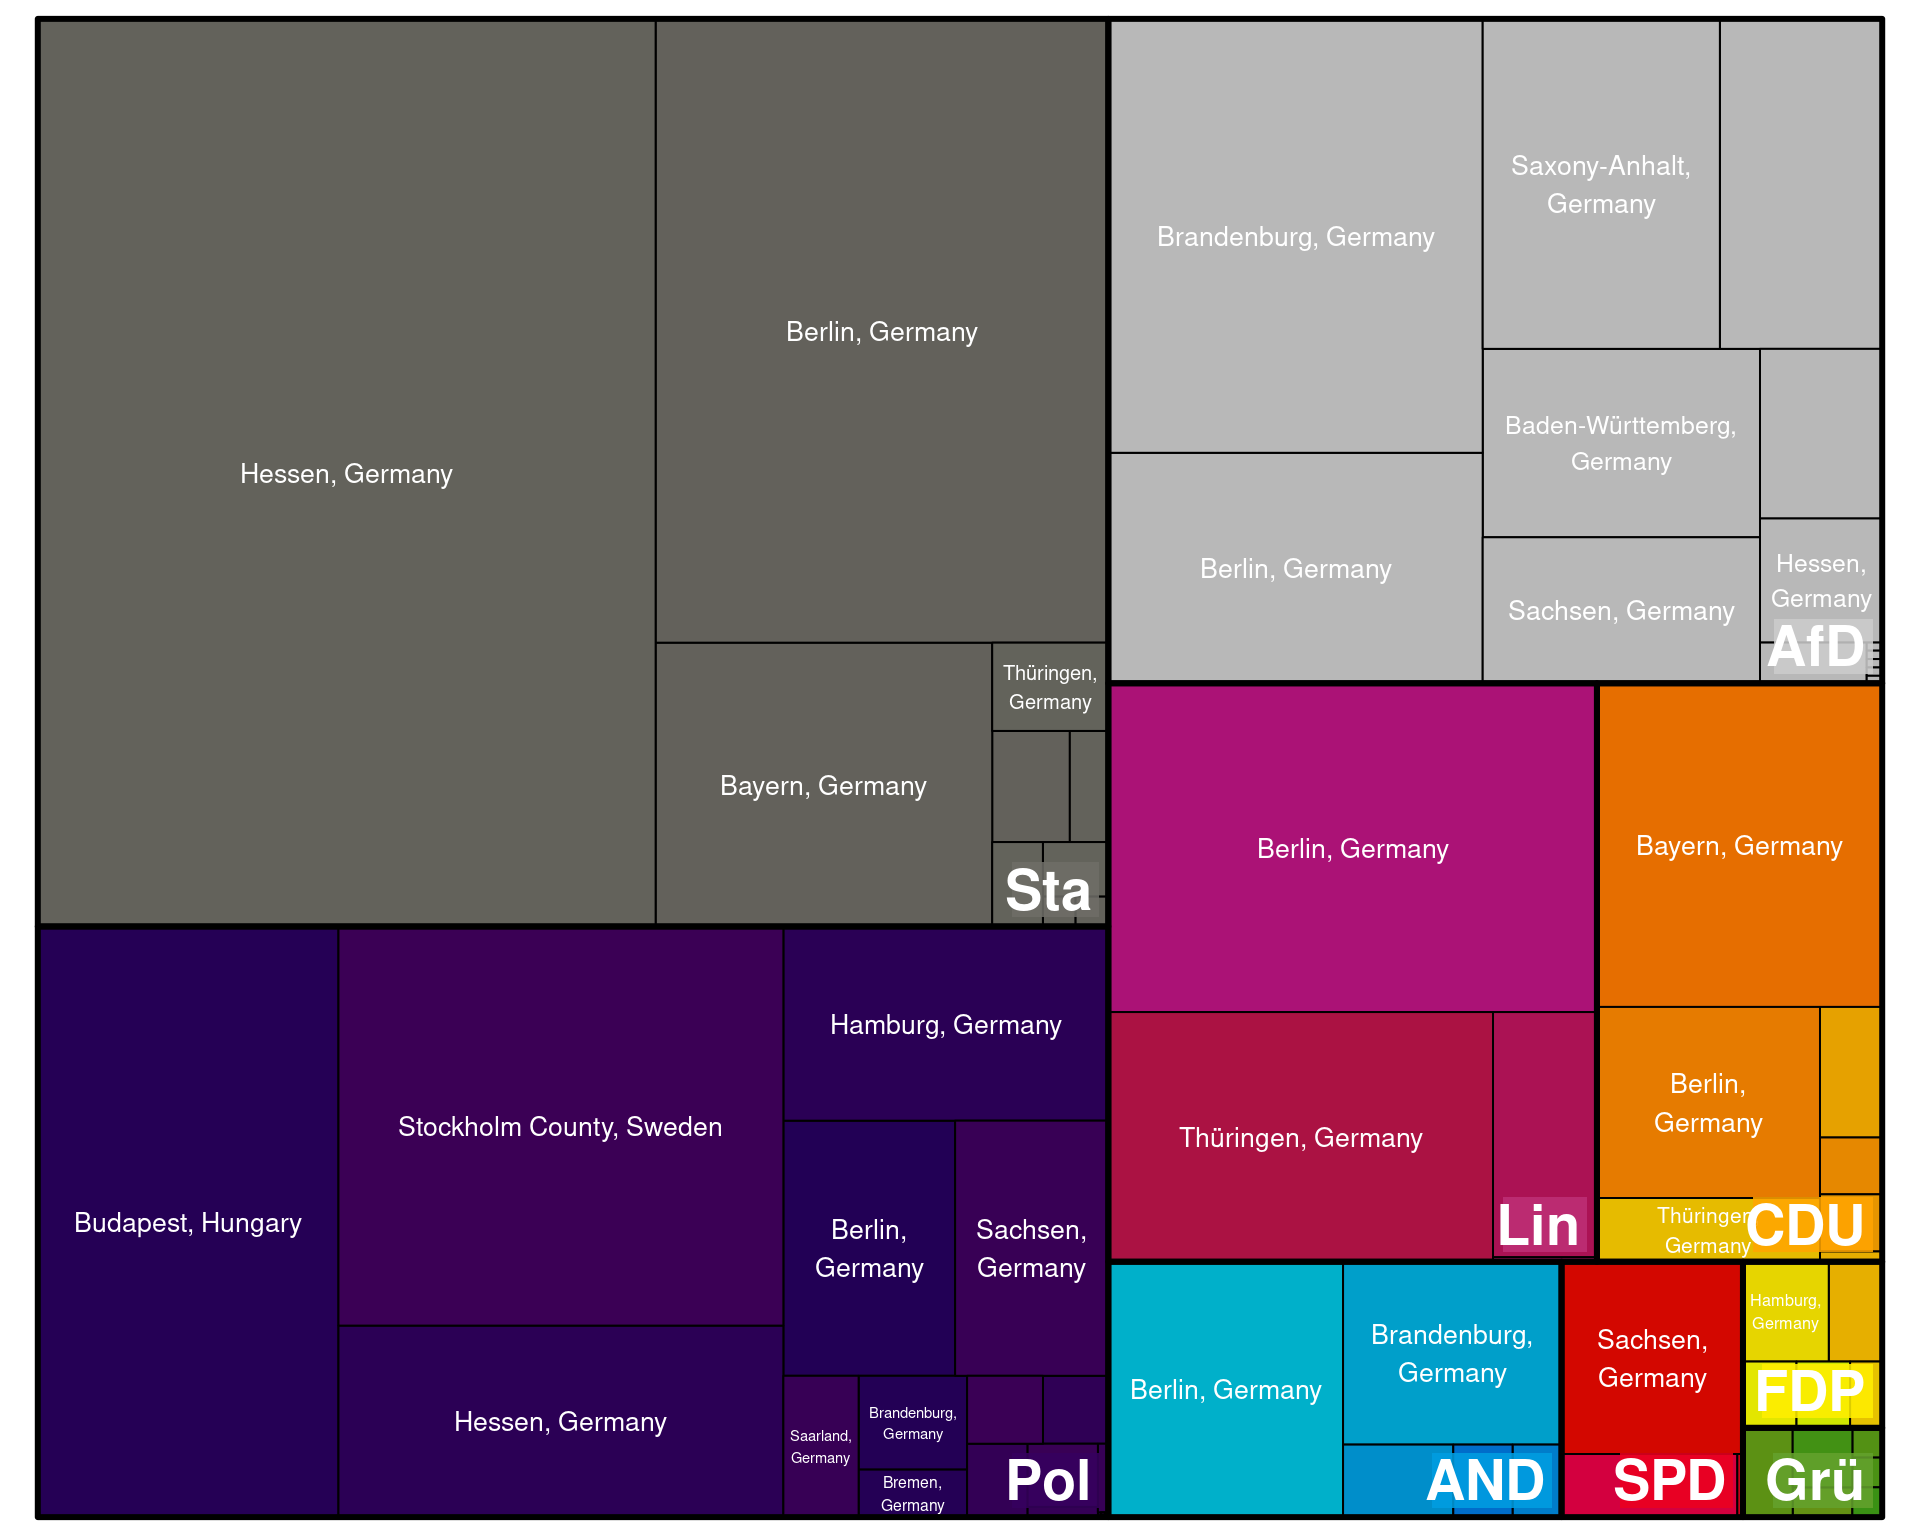 Hessen, Germany
Berlin, Germany
Bayern, Germany
Thüringen,
Germany
Sta
Brandenburg, Germany
Saxony-Anhalt,
Germany
Berlin, Germany
Baden-Württemberg,
Germany
Sachsen, Germany
Hessen,
Germany
AfD
Budapest, Hungary
Stockholm County, Sweden
Hessen, Germany
Hamburg, Germany
Berlin,
Germany
Sachsen,
Germany
Saarland,
Germany
Brandenburg,
Germany
Bremen,
Germany
Pol
Berlin, Germany
Thüringen, Germany
Lin
Bayern, Germany
Berlin,
Germany
Thüringen,
Germany
CDU
Berlin, Germany
Brandenburg,
Germany
AND
Sachsen,
Germany
SPD
Hamburg,
Germany
FDP
Grü